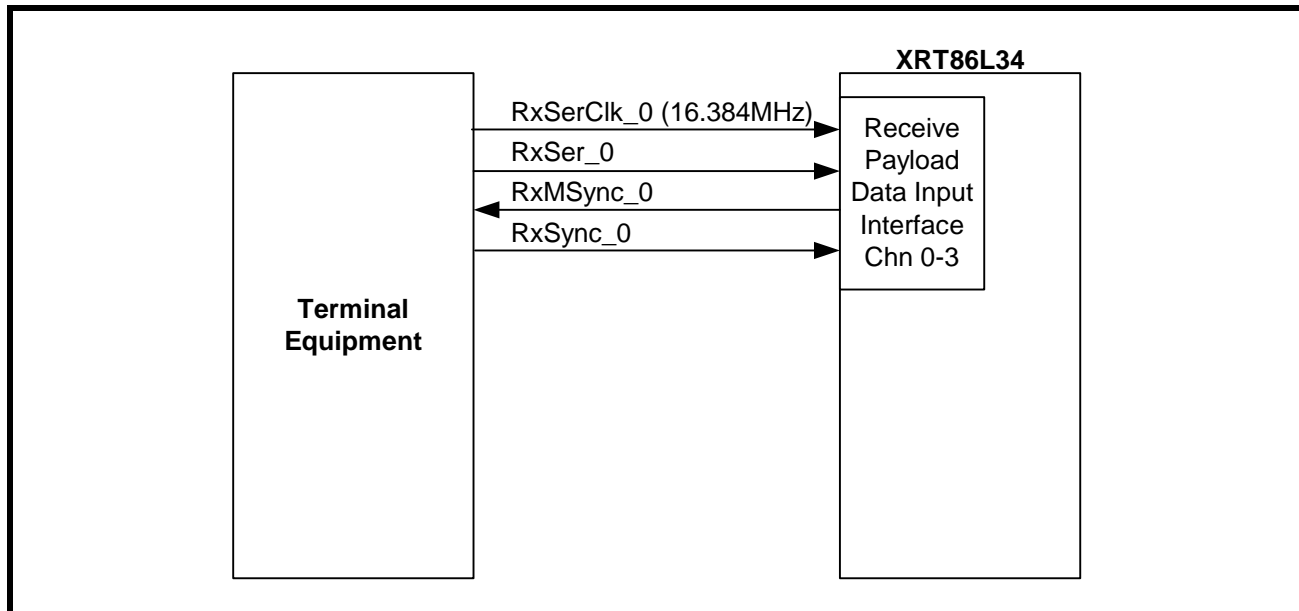 XRT86L34
RxSerClk_0 (16.384MHz)
RxSer_0
RxMSync_0
RxSync_0
Receive
Payload
Data Input
Interface
Chn 0-3
Terminal
Equipment